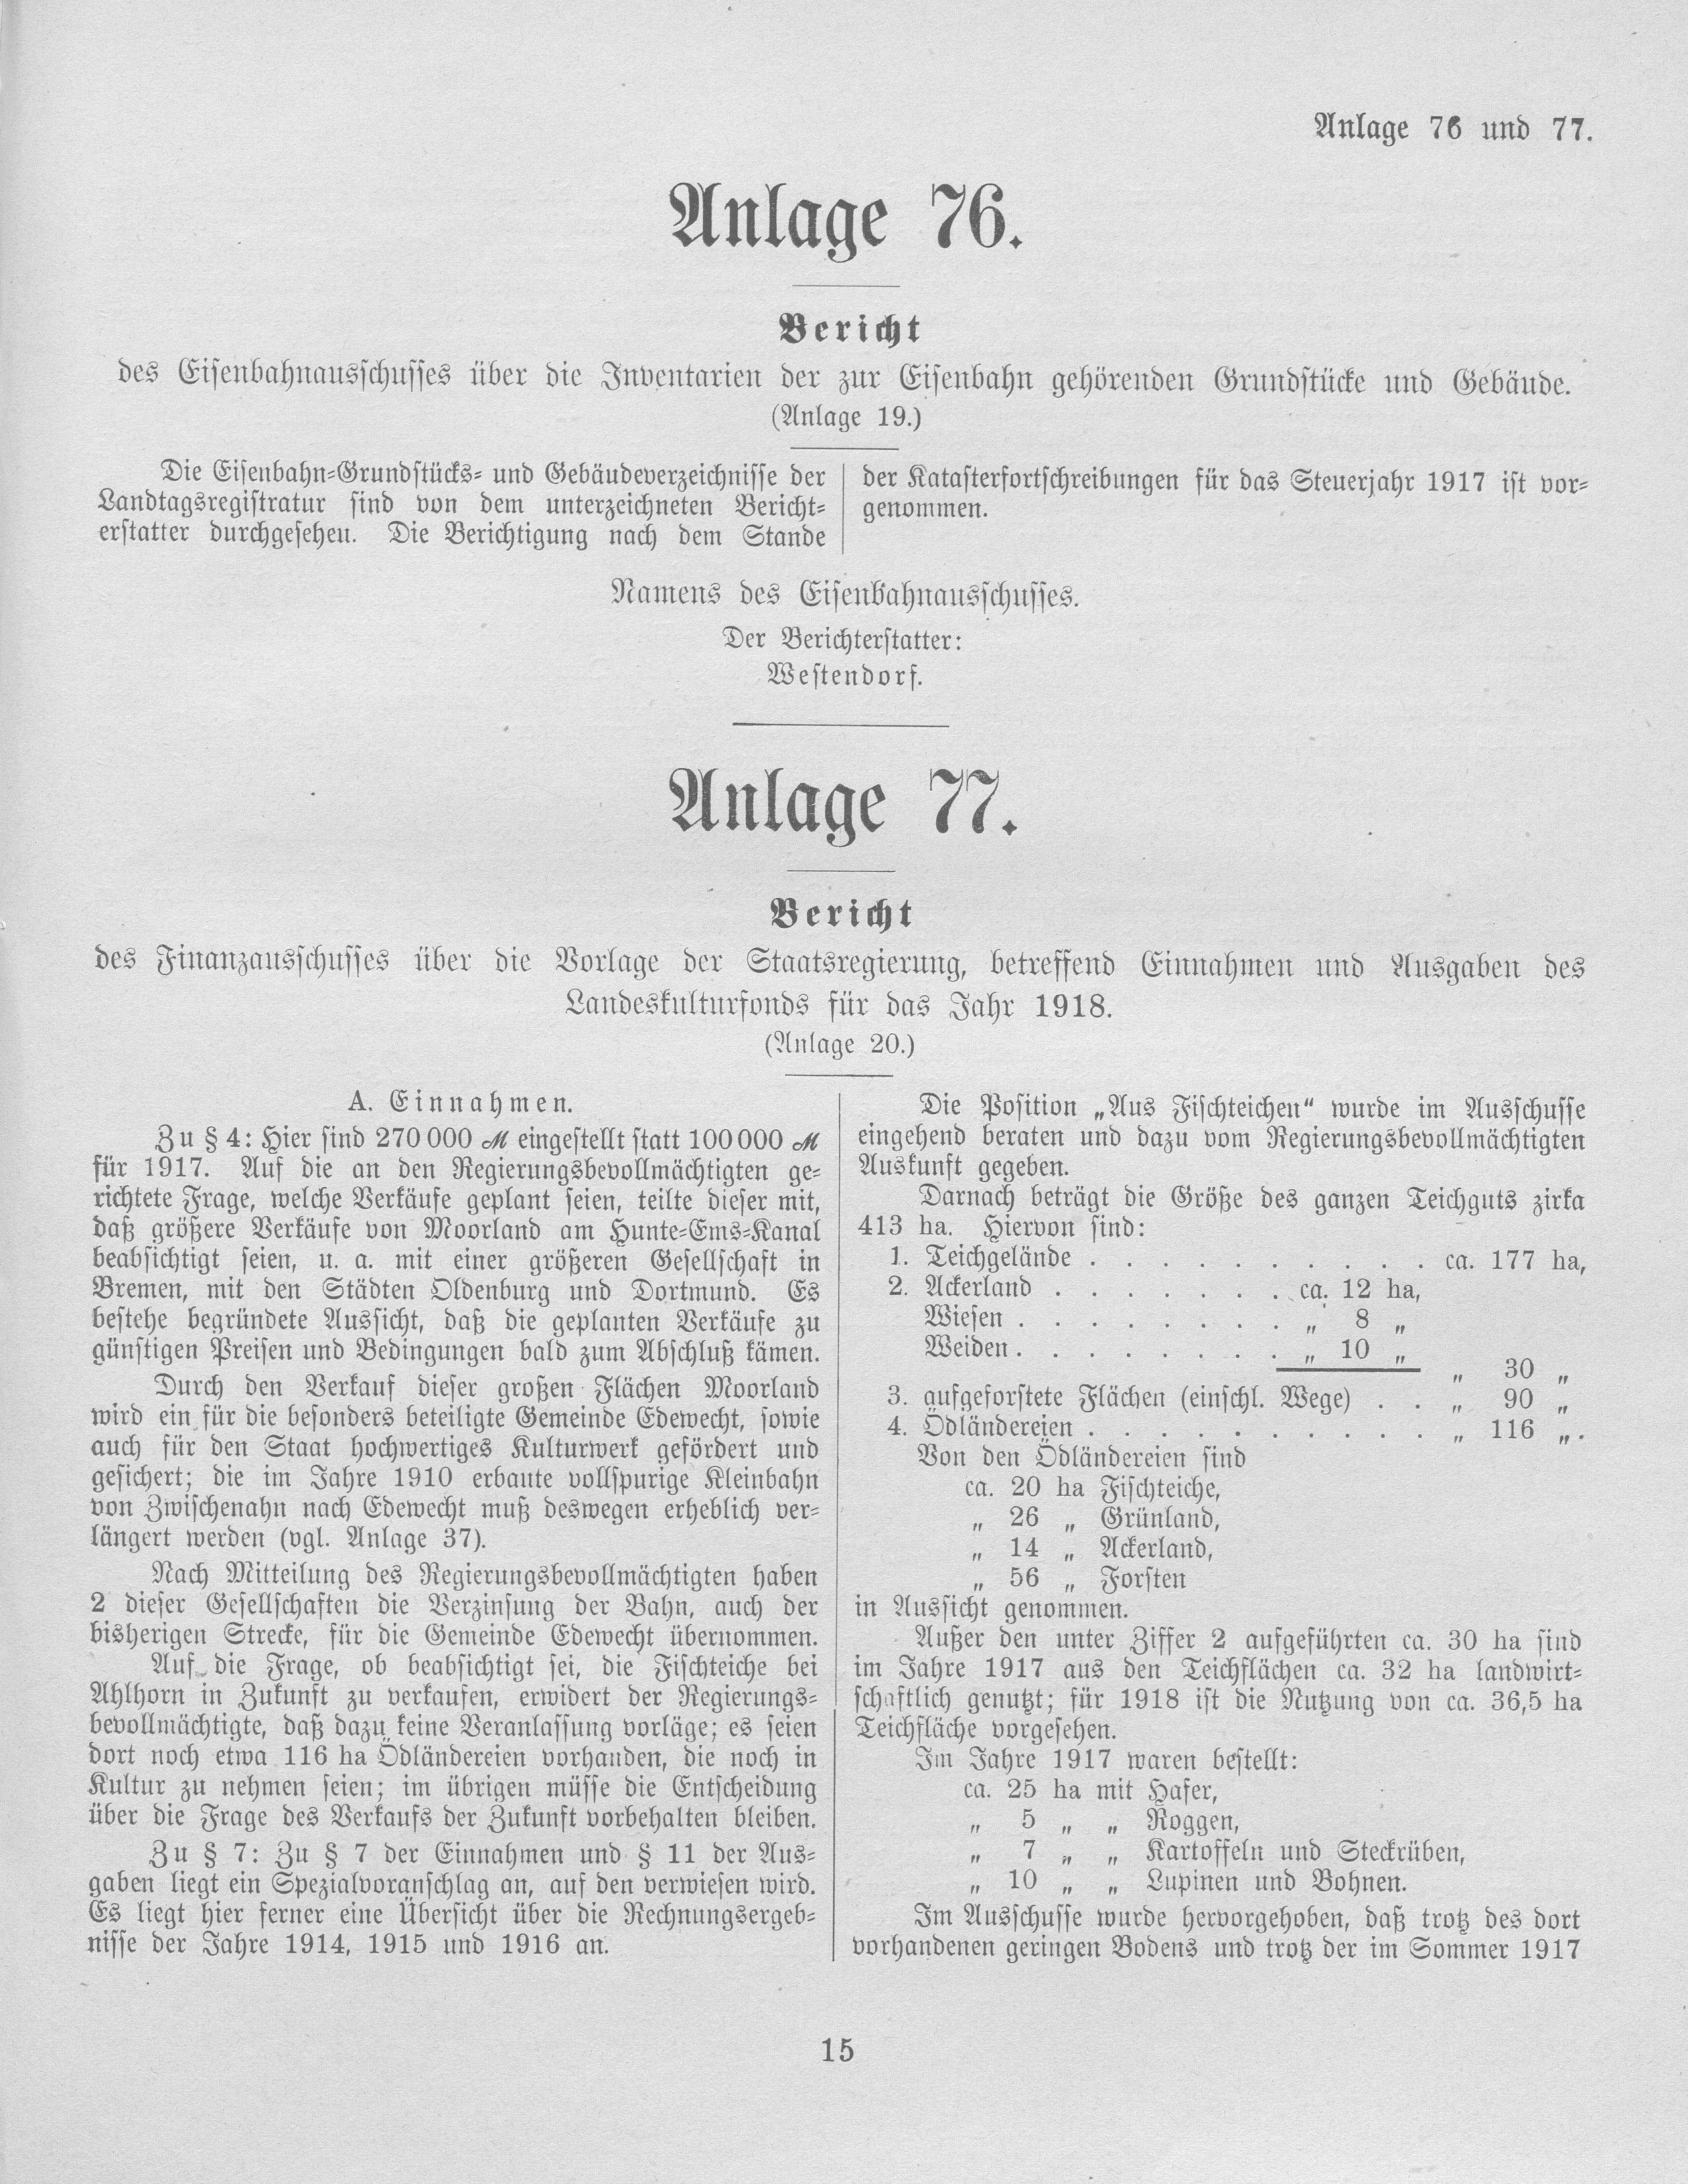 Anlage 76 und 77.
Anlage 76.
Bericht
des Eisenbahnausschusses über die Inventarien der zur Eisenbahn gehörenden Grundstücke und Gebäude.
(Anlage 19.)
Die Eisenbahn-Grundstücks- und Gebäudeverzeichnisse der
Landtagsregistratur sind von dem unterzeichneten Bericht-
erstatter durchgesehen. Die Berichtigung nach dem Stande
der Katasterfortschreibungen für das Steuerjahr 1917 ist vor-
genommen.
Namens des Eisenbahnausschusses.
Der Berichterstatter:
Westendorf.
Anlage 77.
Bericht
des Finanzausschusses über die Vorlage der Staatsregierung, betreffend Einnahmen und Ausgaben des
Landeskulturfonds für das Jahr 1918.
(Anlage 20.)
A. Einnahmen.
Zu § 4: Hier sind 270 000 ℳ eingestellt statt 100 000 ℳ
für 1917. Auf die an den Regierungsbevollmächtigten ge-
richtete Frage, welche Verkäufe geplant seien, teilte dieser mit,
daß größere Verkäufe von Moorland am Hunte-Ems-Kanal
beabsichtigt seien, u. a. mit einer größeren Gesellschaft in
Bremen, mit den Städten Oldenburg und Dortmund. Es
bestehe begründete Aussicht, daß die geplanten Verkäufe zu
günstigen Preisen und Bedingungen bald zum Abschluß kämen.
Durch den Verkauf dieser großen Flächen Moorland
wird ein für die besonders beteiligte Gemeinde Edewecht, sowie
auch für den Staat hochwertiges Kulturwerk gefördert und
gesichert; die im Jahre 1910 erbaute vollspurige Kleinbahn
von Zwischenahn nach Edewecht muß deswegen erheblich ver-
längert werden (vgl. Anlage 37).
Nach Mitteilung des Regierungsbevollmächtigten haben
2 dieser Gesellschaften die Verzinsung der Bahn, auch der
bisherigen Strecke, für die Gemeinde Edewecht übernommen.
Auf die Frage, ob beabsichtigt sei, die Fischteiche bei
Ahlhorn in Zukunft zu verkaufen, erwidert der Regierungs-
bevollmächtigte, daß dazu keine Veranlassung vorläge; es seien
dort noch etwa 116 ha Ödländereien vorhanden, die noch in
Kultur zu nehmen seien; im übrigen müsse die Entscheidung
über die Frage des Verkaufs der Zukunft vorbehalten bleiben.
Zu § 7: Zu § 7 der Einnahmen und § 11 der Aus-
gaben liegt ein Spezialvoranschlag an, auf den verwiesen wird.
Es liegt hier ferner eine Übersicht über die Rechnungsergeb-
nisse der Jahre 1914, 1915 und 1916 an.
Die Position „Aus Fischteichen“ wurde im Ausschusse
eingehend beraten und dazu vom Regierungsbevollmächtigten
Auskunft gegeben.
Darnach beträgt die Größe des ganzen Teichguts zirka
413 ha. Hiervon sind:
1. Teichgelände . . . . . . . . . . ca. 177 ha,
2. Ackerland . . . . . . . ca. 12 ha,
Wiesen . . . . . . . . „ 8 „
Weiden . . . . . . . . „ 10 „
„ 30 „
3. aufgeforstete Flächen (einschl. Wege) . . „ 90 „
4. Ödländereien . . . . . . . . . . „ 116 „.
Von den Ödländereien sind
ca. 20 ha Fischteiche,
„ 26 „ Grünland,
„ 14 „ Ackerland,
„ 56 „ Forsten
in Aussicht genommen.
Außer den unter Ziffer 2 aufgeführten ca. 30 ha sind
im Jahre 1917 aus den Teichflächen ca. 32 ha landwirt-
schaftlich genutzt; für 1918 ist die Nutzung von ca. 36,5 ha
Teichfläche vorgesehen.
Im Jahre 1917 waren bestellt:
ca. 25 ha mit Hafer,
„ 5 „ „ Roggen,
„ 7 „ „ Kartoffeln und Steckrüben,
„ 10 „ „ Lupinen und Bohnen.
Im Ausschusse wurde hervorgehoben, daß trotz des dort
vorhandenen geringen Bodens und trotz der im Sommer 1917
15